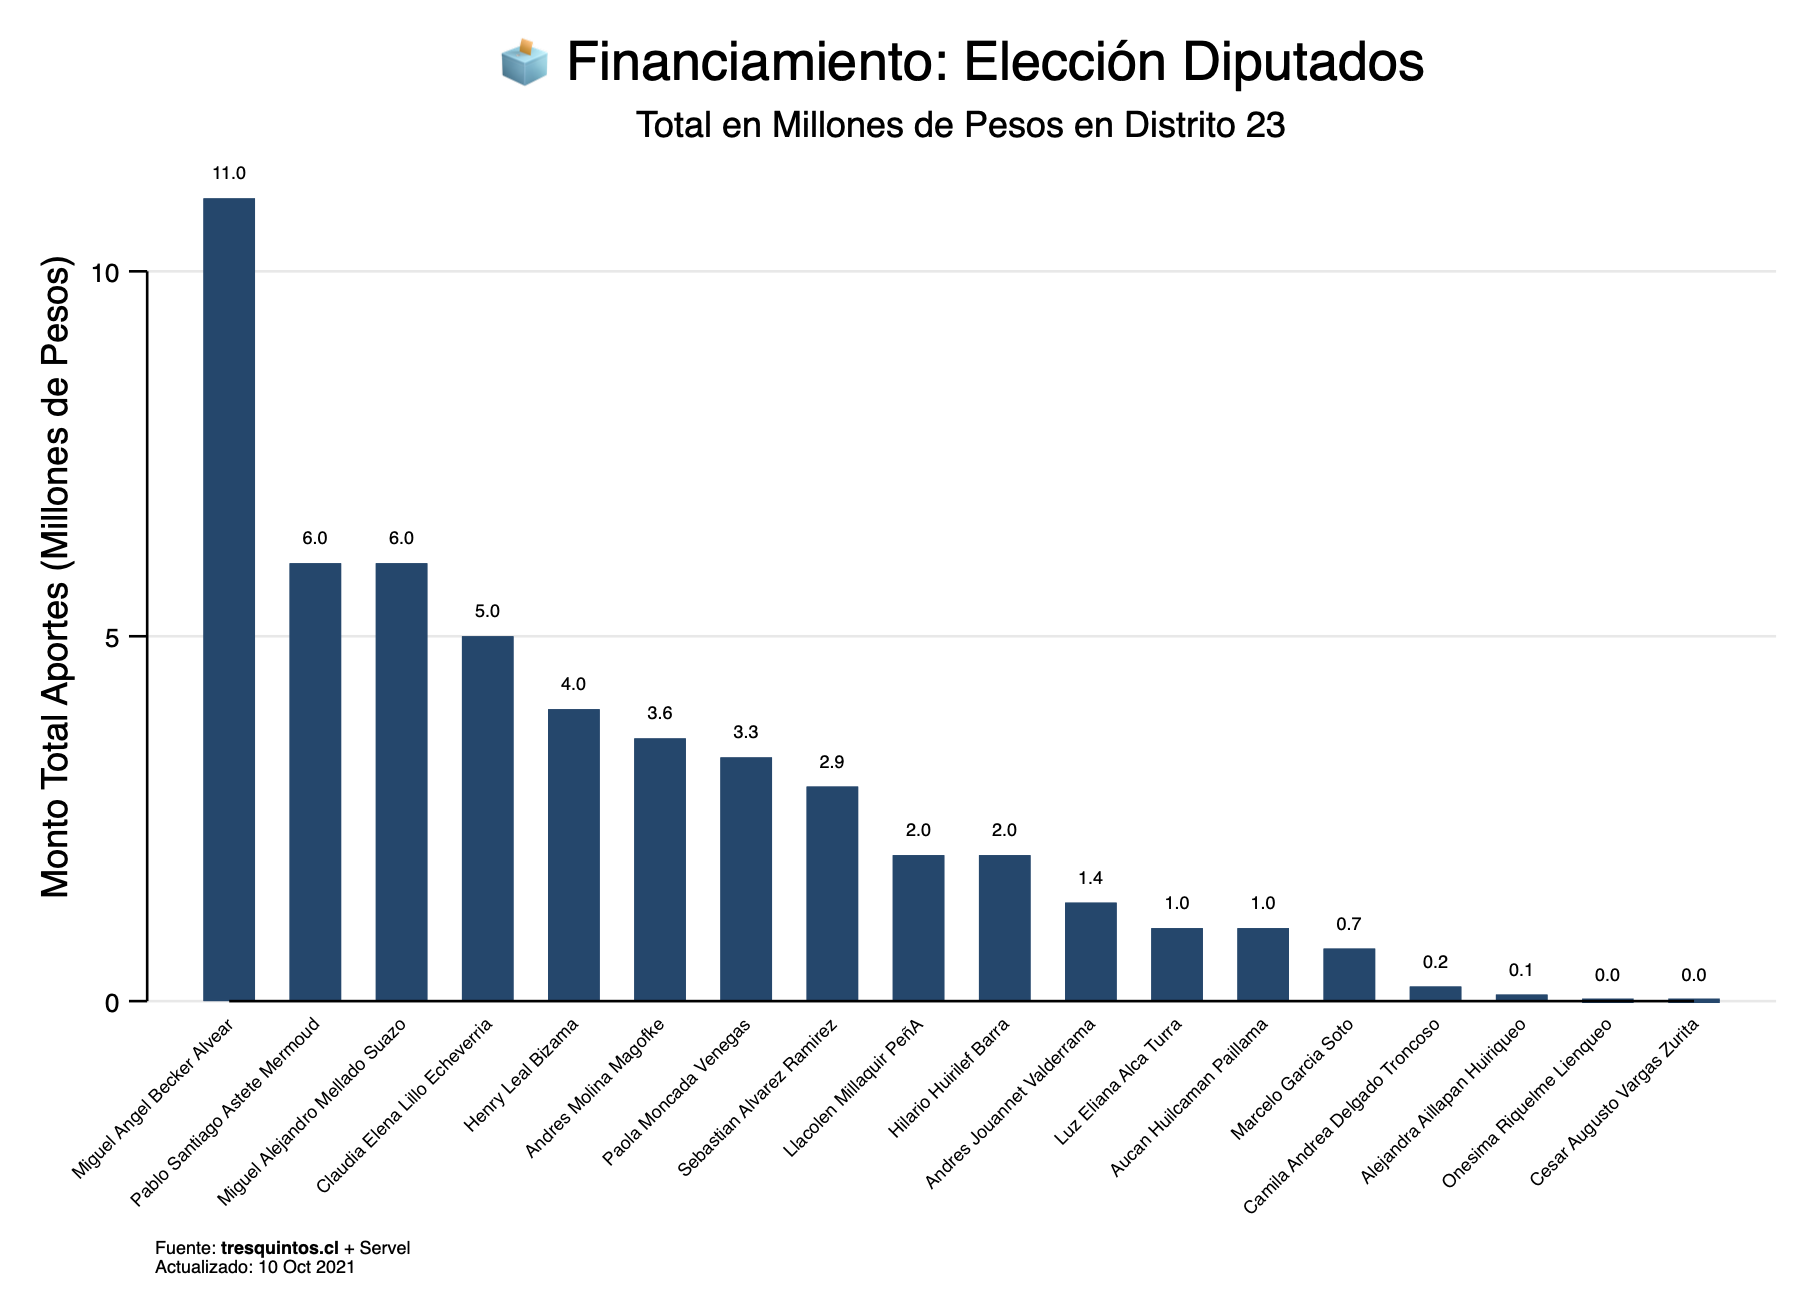 Financiamiento: Elección Diputados
Total en Millones de Pesos en Distrito 23
Monto Total Aportes (Millones de Pesos)
10
5
0
11.0
6.0
6.0
5.0
4.0
3.6
3.3
2.9
2.0
2.0
1.4
1.0
1.0
0.7
0.2
0.1
0.0
0.0
Miguel Angel Becker Alvear
Pablo Santiago Astete Mermoud
Miguel Alejandro Mellado Suazo
Claudia Elena Lillo Echeverria
Henry Leal Bizama
Andres Molina Magofke
Paola Moncada Venegas
Sebastian Alvarez Ramirez
Llacolen Millaquir PeñA
Hilario Huirilef Barra
Andres Jouannet Valderrama
Luz Eliana Alca Turra
Aucan Huilcaman Paillama
Marcelo Garcia Soto
Camila Andrea Delgado Troncoso
Alejandra Aillapan Huiriqueo
Onesima Riquelme Lienqueo
Cesar Augusto Vargas Zurita
Fuente: tresquintos.cl + Servel
Actualizado: 10 Oct 2021